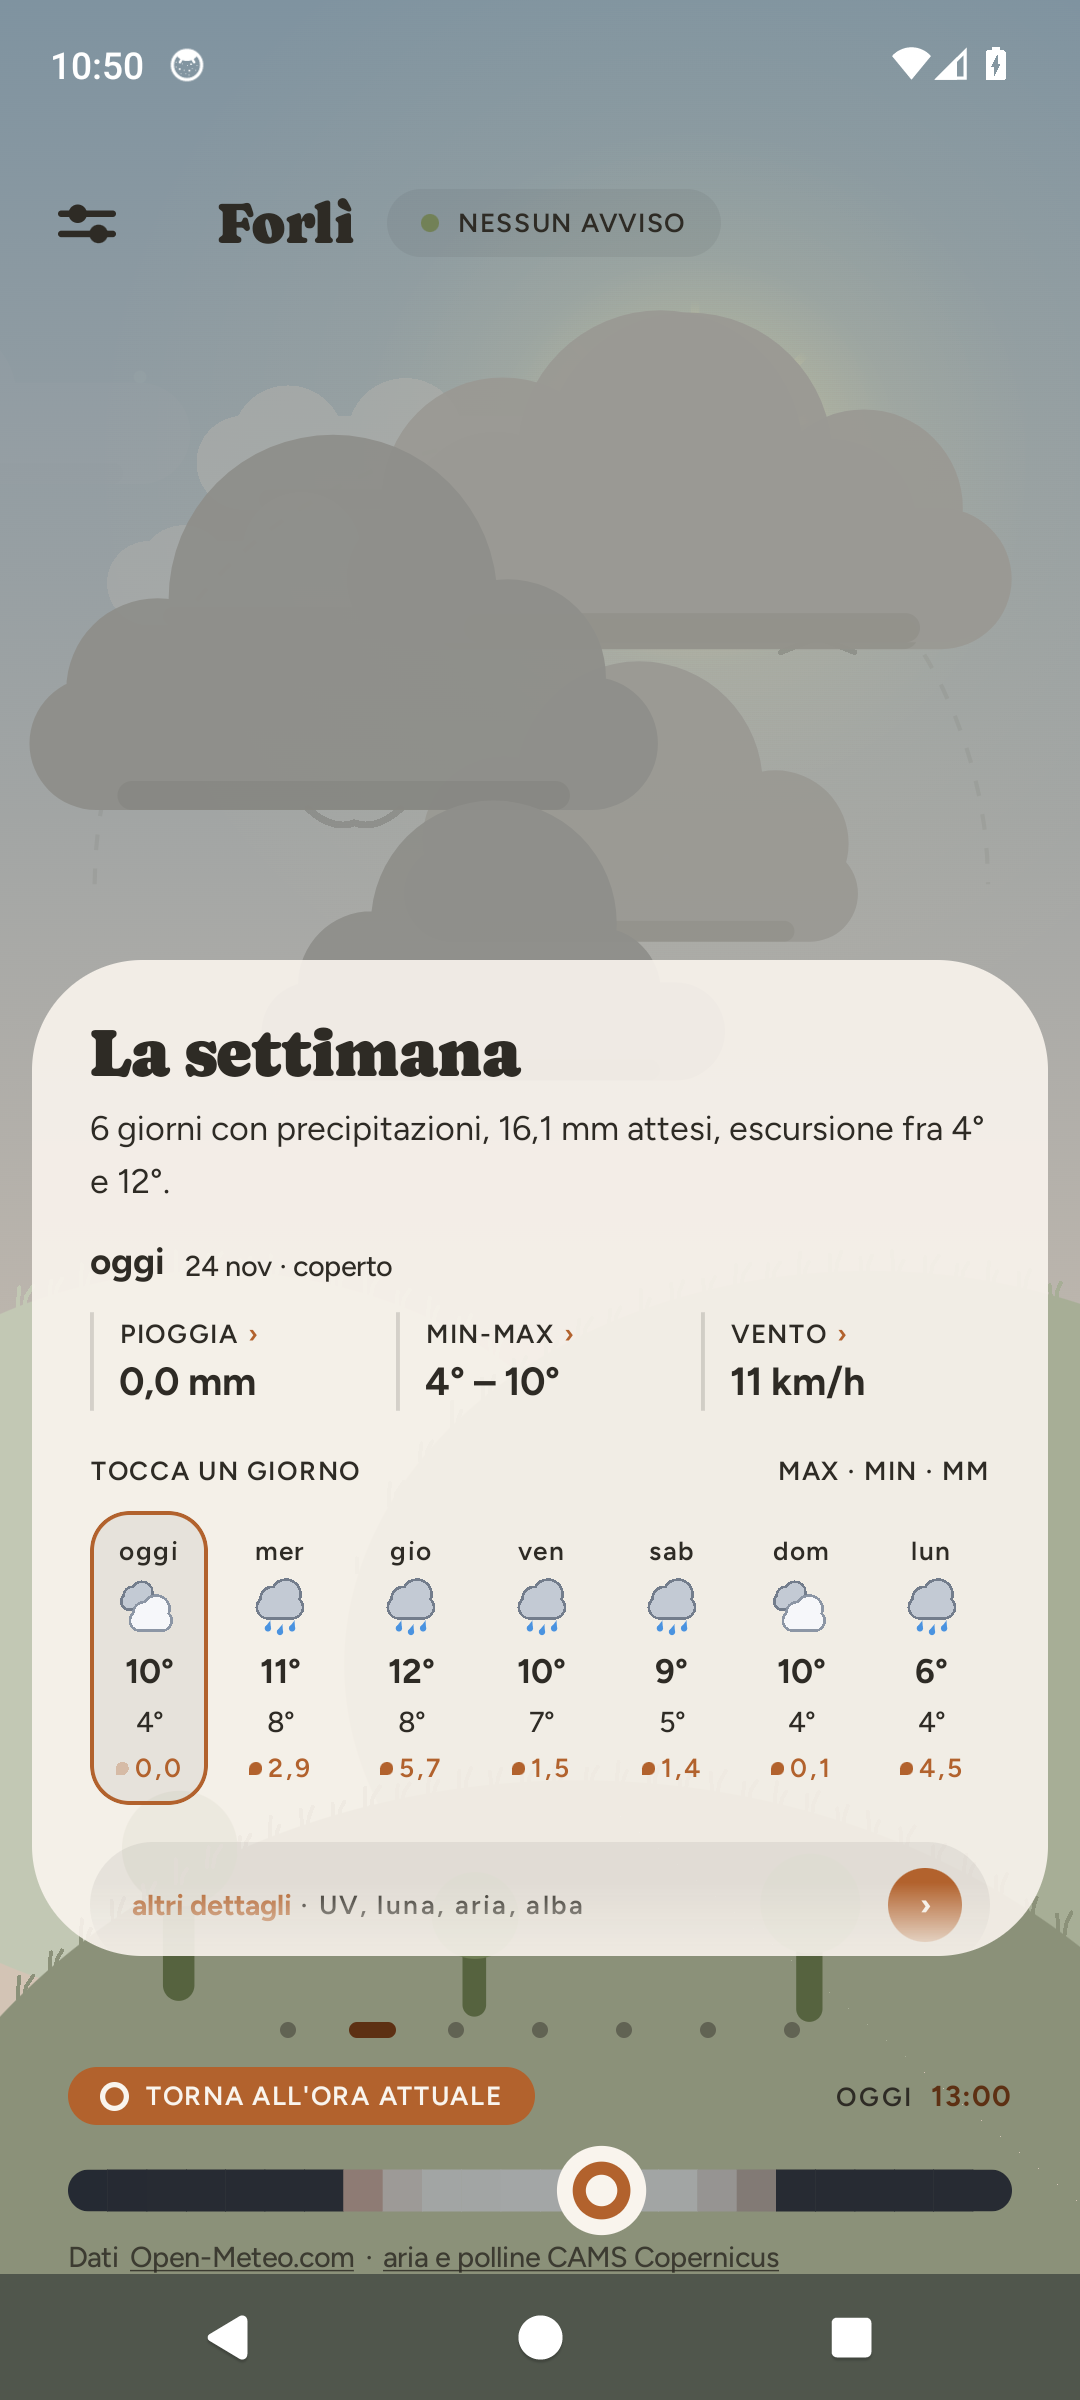 10:50
Forlì
NESSUN AVVISO
La settimana
6 giorni con precipitazioni, 16,1 mm attesi, escursione fra 4°
e 12°.
oggi 24 nov · coperto
PIOGGIA › MIN-MAX › VENTO ›
0,0 mm 4° – 10° 11 km/h
TOCCA UN GIORNO MAX · MIN · MM
oggi mer gio ven sab dom lun
10° 11° 12° 10° 9° 10° 6°
4° 8° 8° 7° 5° 4° 4°
0,0 2,9 5,7 1,5 1,4 0,1 4,5
altri dettagli · UV, luna, aria, alba ›
TORNA ALL'ORA ATTUALE OGGI 13:00
Dati Open-Meteo.com · aria e polline CAMS Copernicus